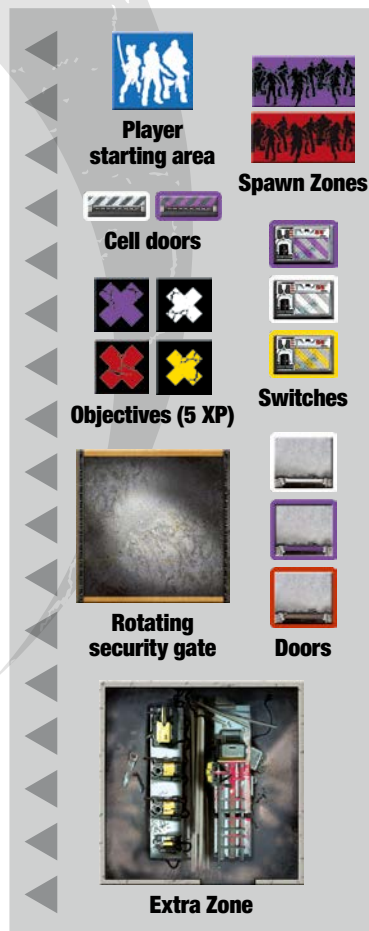 Player
starting area
Spawn Zones
Cell doors
Switches
Objectives (5 XP)
Rotating
security gate
Doors
Extra Zone